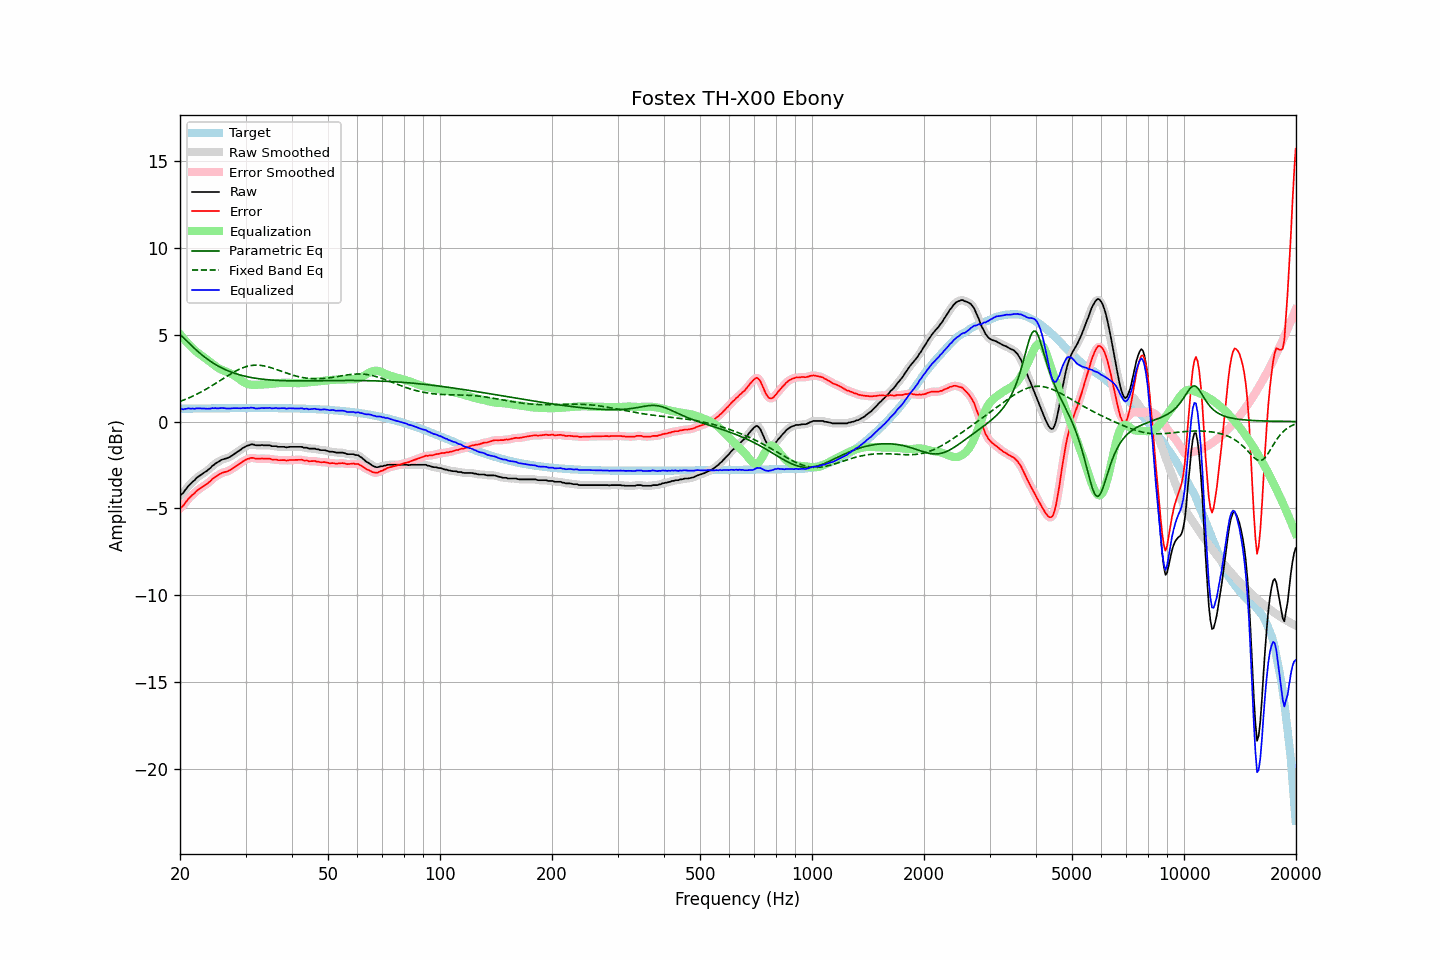 Fostex TH-X00 Ebony
Target
Raw Smoothed
Error Smoothed
Raw
Error
Equalization
Parametric Eq
Fixed Band Eq
Equalized
15
10
5
0
−5
−10
−15
−20
Amplitude (dBr)
20
50
100
200
500
1000
2000
5000
10000
20000
Frequency (Hz)